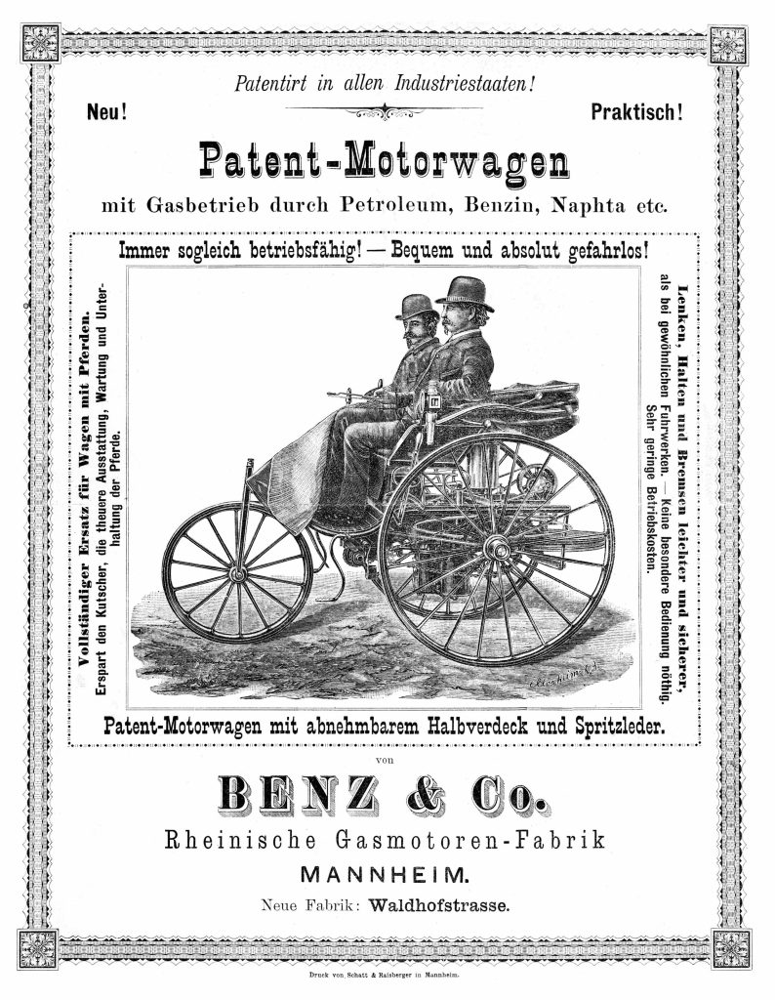 Patentirt in allen Industriestaaten!
Neu!
Praktisch!
Patent-Motorwagen
mit Gasbetrieb durch Petroleum, Benzin, Naphta etc.
Immer sogleich betriebsfähig! — Bequem und absolut gefahrlos!
Vollständiger Ersatz für Wagen mit Pferden.
Erspart den Kutscher, die theuere Ausstattung, Wartung und Unter-
haltung der Pferde.
Lenken, Halten und Bremsen leichter und sicherer,
als bei gewöhnlichen Fuhrwerken. — Keine besondere Bedienung nöthig.
Sehr geringe Betriebskosten.
Patent-Motorwagen mit abnehmbarem Halbverdeck und Spritzleder.
von
BENZ & Co.
Rheinische Gasmotoren-Fabrik
MANNHEIM.
Neue Fabrik: Waldhofstrasse.
Druck von Schatt & Raisberger in Mannheim.